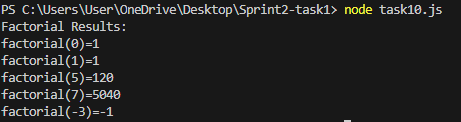 PS C:\Users\User\OneDrive\Desktop\Sprint2-task1> node task10.js
Factorial Results:
factorial(0)=1
factorial(1)=1
factorial(5)=120
factorial(7)=5040
factorial(-3)=-1